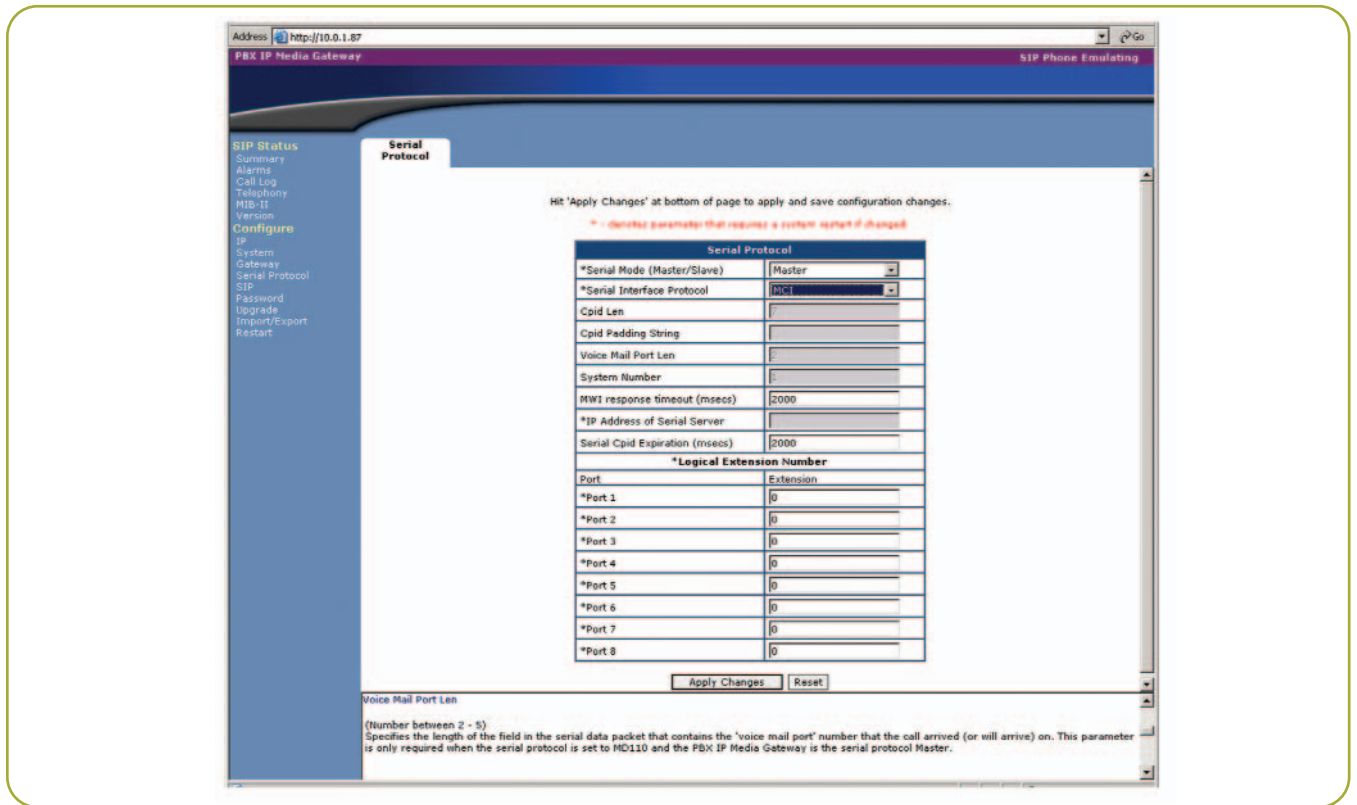 Address http://10.0.1.87 Go
PBX IP Media Gateway SIP Phone Emulating
SIP Status
Summary
Alarms
Call Log
Telephony
MIB-II
Version
Configure
IP
System
Gateway
Serial Protocol
SIP
Password
Upgrade
Import/Export
Restart
Serial
Protocol
Hit 'Apply Changes' at bottom of page to apply and save configuration changes.
* - denotes parameter that requires a system restart if changed
Serial Protocol
*Serial Mode (Master/Slave) Master
*Serial Interface Protocol MCI
Cpid Len 7
Cpid Padding String
Voice Mail Port Len 2
System Number 1
MWI response timeout (msecs) 2000
*IP Address of Serial Server
Serial Cpid Expiration (msecs) 2000
*Logical Extension Number
Port Extension
*Port 1 0
*Port 2 0
*Port 3 0
*Port 4 0
*Port 5 0
*Port 6 0
*Port 7 0
*Port 8 0
Apply Changes Reset
Voice Mail Port Len
(Number between 2 - 5)
Specifies the length of the field in the serial data packet that contains the 'voice mail port' number that the call arrived (or will arrive) on. This parameter
is only required when the serial protocol is set to MD110 and the PBX IP Media Gateway is the serial protocol Master.